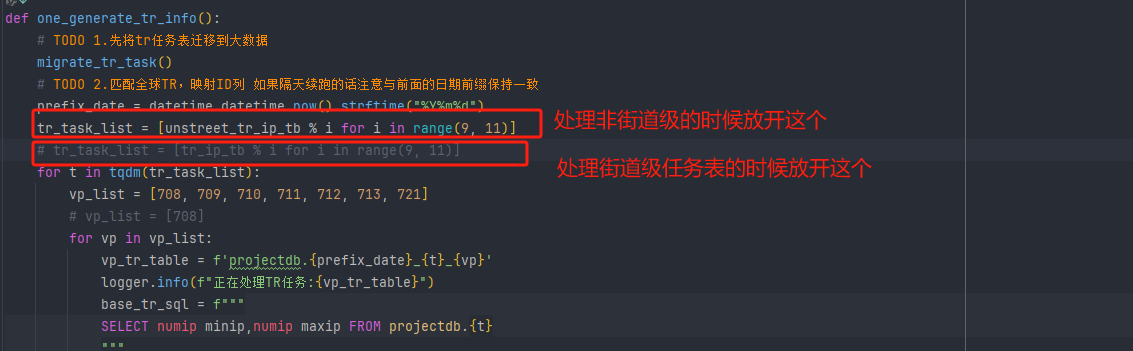 def one_generate_tr_info():
# TODO 1.先将tr任务表迁移到大数据
migrate_tr_task()
# TODO 2.匹配全球TR，映射ID列 如果隔天续跑的话注意与前面的日期前缀保持一致
prefix_date = datetime.datetime.now().strftime("%Y%m%d")
tr_task_list = [unstreet_tr_ip_tb % i for i in range(9, 11)]
处理非街道级的时候放开这个
# tr_task_list = [tr_ip_tb % i for i in range(9, 11)]
处理街道级任务表的时候放开这个
for t in tqdm(tr_task_list):
vp_list = [708, 709, 710, 711, 712, 713, 721]
# vp_list = [708]
for vp in vp_list:
vp_tr_table = f'projectdb.{prefix_date}_{t}_{vp}'
logger.info(f"正在处理TR任务:{vp_tr_table}")
base_tr_sql = f"""
SELECT numip minip,numip maxip FROM projectdb.{t}
"""